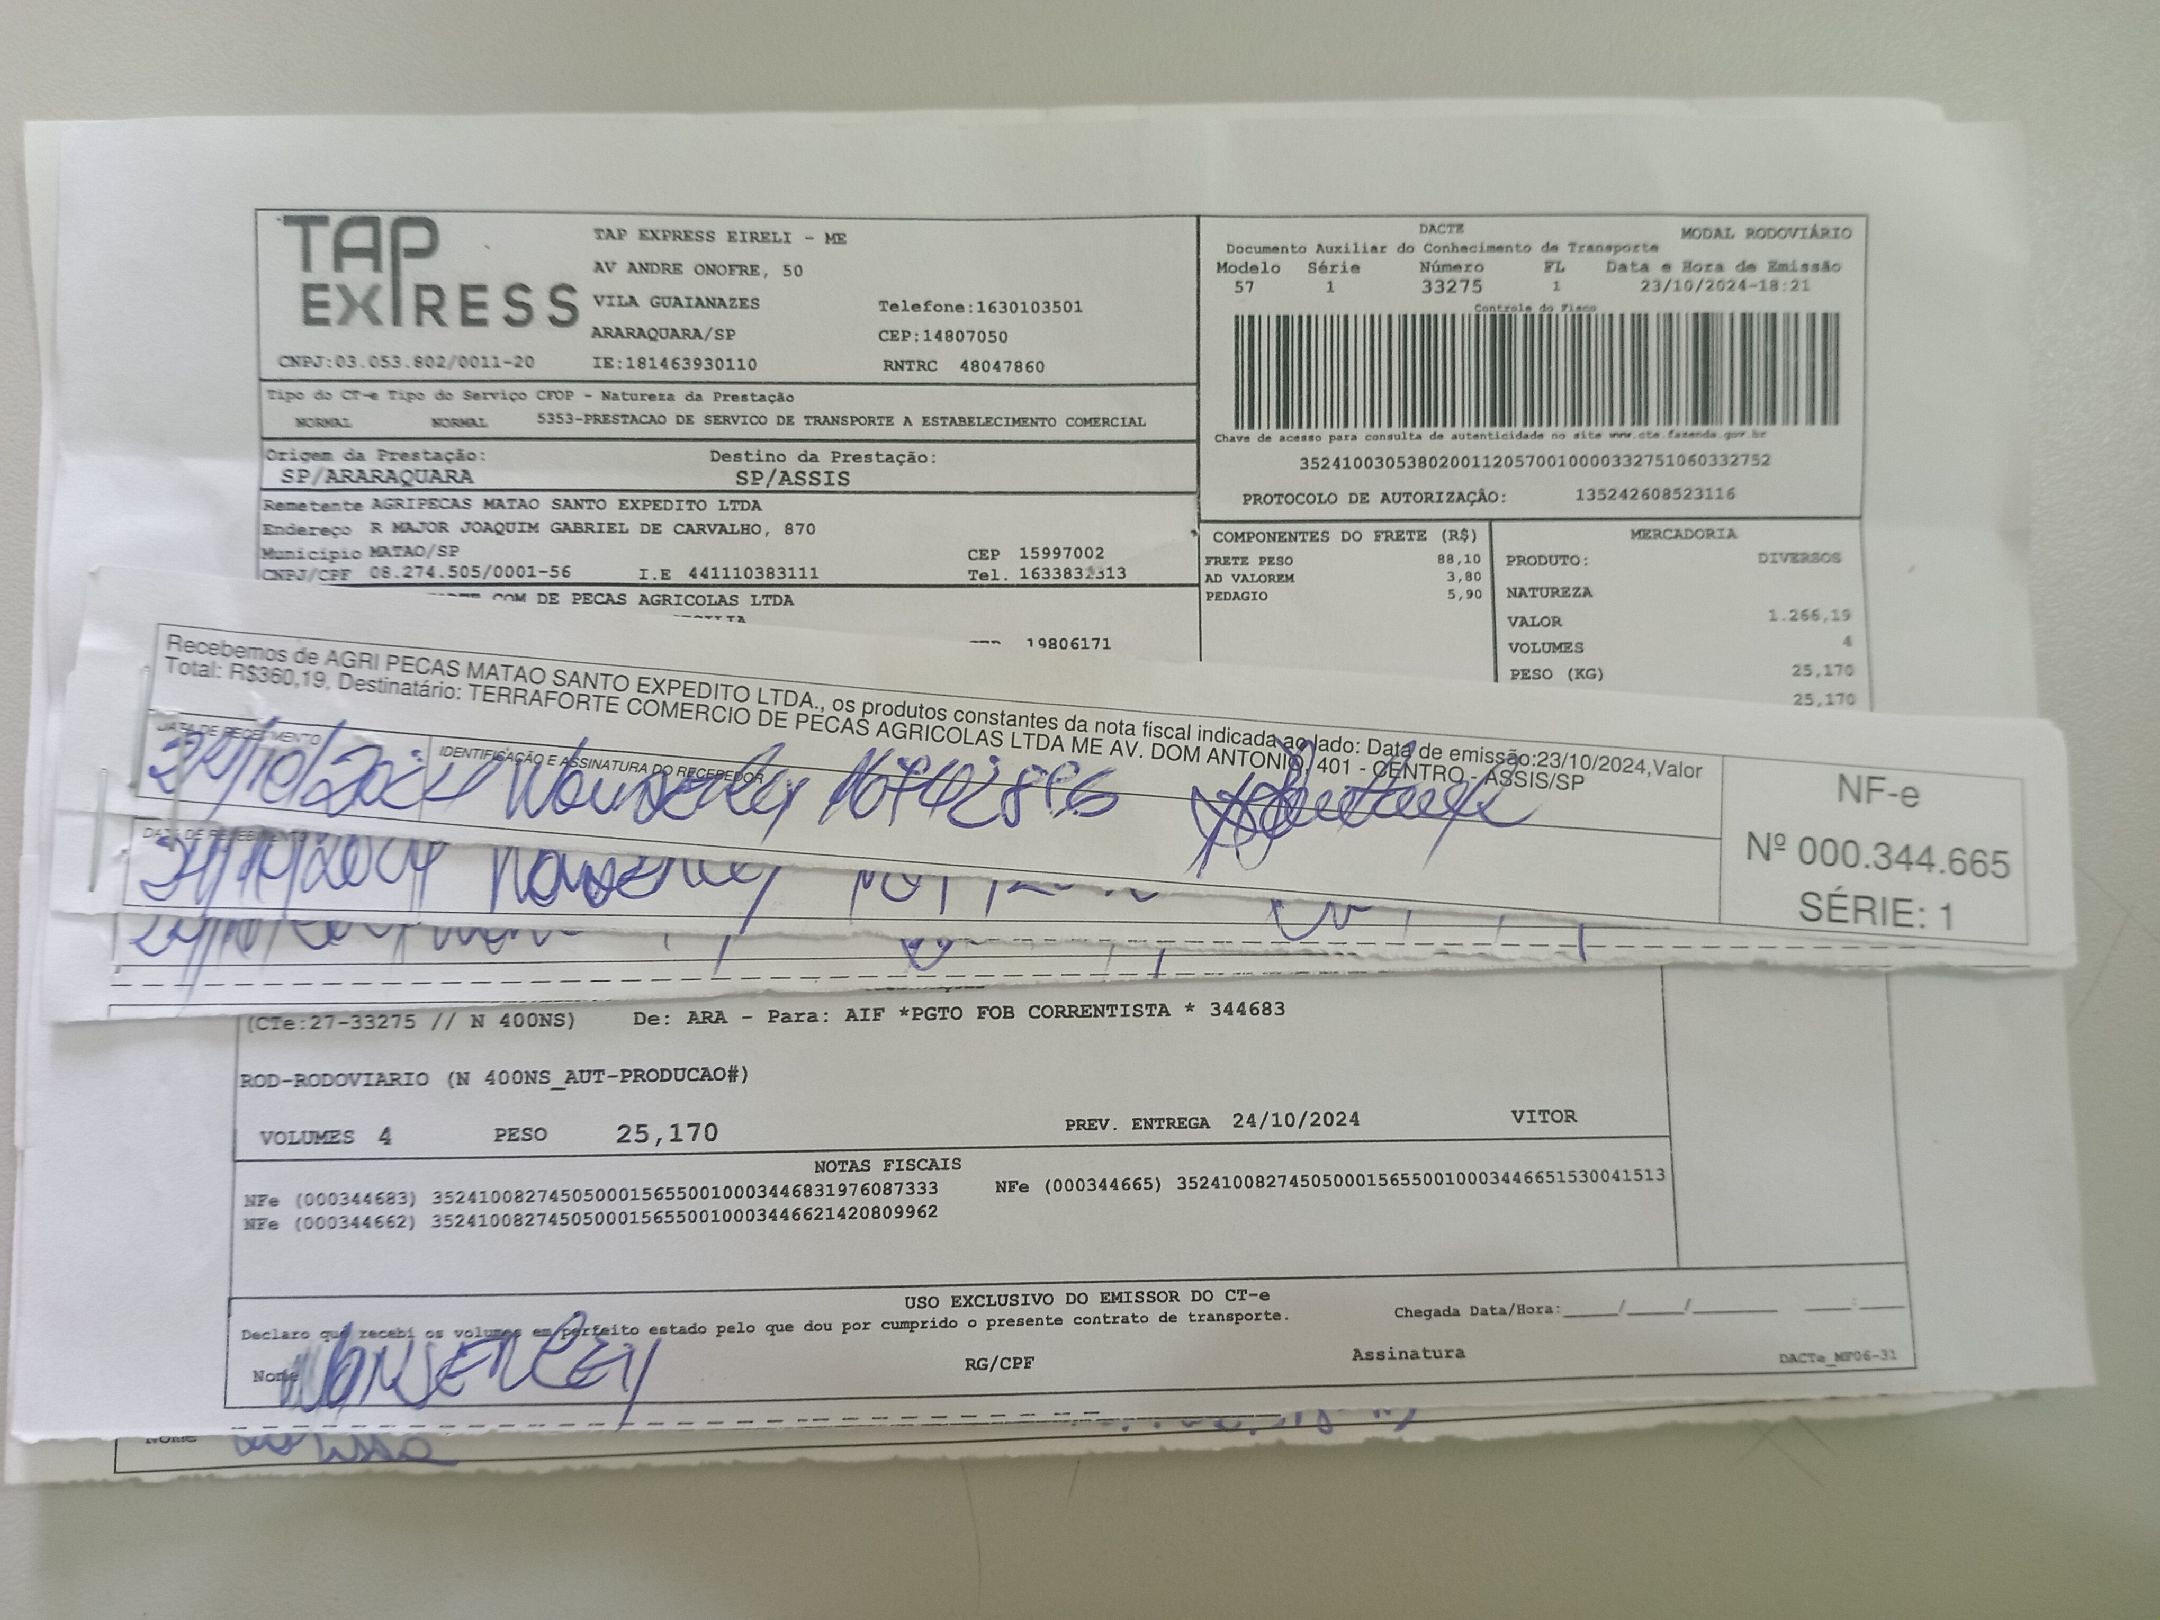 TAP EXPRESS
TAP EXPRESS EIRELI - ME
AV ANDRE ONOFRE, 50
VILA GUAIANAZES Telefone:1630103501
ARARAQUARA/SP CEP:14807050
CNPJ:03.053.802/0011-20 IE:181463930110 RNTRC 48047860
DACTE MODAL RODOVIÁRIO
Documento Auxiliar do Conhecimento de Transporte
Modelo Série Número FL Data e Hora de Emissão
57 1 33275 1 23/10/2024-18:21
Controle do Fisco
Chave de acesso para consulta de autenticidade no site www.cte.fazenda.gov.br
35241003053802001120570010000332751060332752
PROTOCOLO DE AUTORIZAÇÃO: 135242608523116
Tipo do CT-e Tipo do Serviço CFOP - Natureza da Prestação
NORMAL NORMAL 5353-PRESTACAO DE SERVICO DE TRANSPORTE A ESTABELECIMENTO COMERCIAL
Origem da Prestação: Destino da Prestação:
SP/ARARAQUARA SP/ASSIS
Remetente AGRIPECAS MATAO SANTO EXPEDITO LTDA
Endereço R MAJOR JOAQUIM GABRIEL DE CARVALHO, 870
Município MATAO/SP CEP 15997002
CNPJ/CPF 08.274.505/0001-56 I.E 441110383111 Tel. 1633832313
COM DE PECAS AGRICOLAS LTDA
19806171
COMPONENTES DO FRETE (R$)
FRETE PESO 88,10
AD VALOREM 3,80
PEDAGIO 5,90
MERCADORIA
PRODUTO: DIVERSOS
NATUREZA
VALOR 1.266,19
VOLUMES 4
PESO (KG) 25,170
25,170
Recebemos de AGRI PECAS MATAO SANTO EXPEDITO LTDA., os produtos constantes da nota fiscal indicada ao lado: Data de emissão:23/10/2024,Valor
Total: R$360,19, Destinatário: TERRAFORTE COMERCIO DE PECAS AGRICOLAS LTDA ME AV. DOM ANTONIO, 401 - CENTRO - ASSIS/SP
DATA DE RECEBIMENTO IDENTIFICAÇÃO E ASSINATURA DO RECEBEDOR
NF-e
Nº 000.344.665
SÉRIE: 1
DATA DE RECEBIMENTO
(CTe:27-33275 // N 400NS) De: ARA - Para: AIF *PGTO FOB CORRENTISTA * 344683
ROD-RODOVIARIO (N 400NS_AUT-PRODUCAO#)
VOLUMES 4 PESO 25,170 PREV. ENTREGA 24/10/2024 VITOR
NOTAS FISCAIS
NFe (000344683) 35241008274505000156550010003446831976087333 NFe (000344665) 35241008274505000156550010003446651530041513
NFe (000344662) 35241008274505000156550010003446621420809962
USO EXCLUSIVO DO EMISSOR DO CT-e
Declaro que recebi os volumes em perfeito estado pelo que dou por cumprido o presente contrato de transporte. Chegada Data/Hora:
Nome RG/CPF Assinatura DACTe_MF06-31